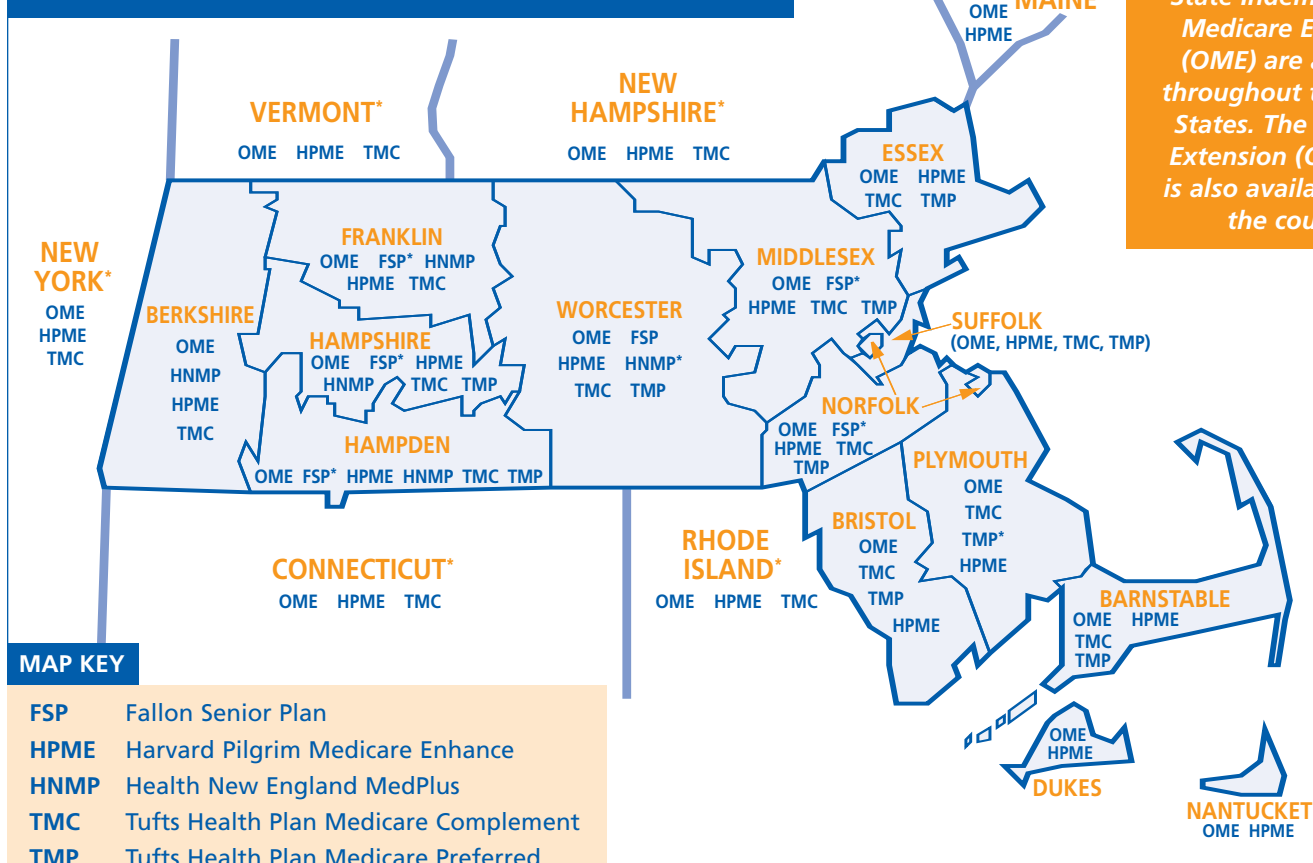 MAINE
OME
HPME
State Indem
Medicare E
(OME) are
throughout t
States. The
Extension (
is also availa
the cou
VERMONT*
OME HPME TMC
NEW
HAMPSHIRE*
OME HPME TMC
ESSEX
OME HPME
TMC TMP
NEW
YORK*
OME
HPME
TMC
FRANKLIN
OME FSP* HNMP
HPME TMC
MIDDLESEX
OME FSP*
HPME TMC TMP
BERKSHIRE
OME
HNMP
HPME
TMC
HAMPSHIRE
OME FSP* HPME
HNMP TMC TMP
WORCESTER
OME FSP
HPME HNMP*
TMC TMP
SUFFOLK
(OME, HPME, TMC, TMP)
NORFOLK
OME FSP*
HPME TMC
TMP
HAMPDEN
OME FSP* HPME HNMP TMC TMP
PLYMOUTH
OME
TMC
TMP*
HPME
BRISTOL
OME
TMC
TMP
HPME
CONNECTICUT*
OME HPME TMC
RHODE
ISLAND*
OME HPME TMC
BARNSTABLE
OME HPME
TMC
TMP
OME
HPME
DUKES
NANTUCKET
OME HPME
MAP KEY
FSP Fallon Senior Plan
HPME Harvard Pilgrim Medicare Enhance
HNMP Health New England MedPlus
TMC Tufts Health Plan Medicare Complement
TMP Tufts Health Plan Medicare Preferred